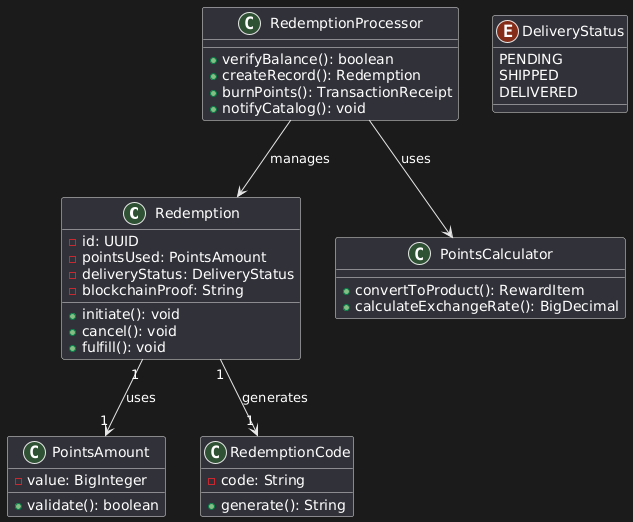 C RedemptionProcessor
verifyBalance(): boolean
createRecord(): Redemption
burnPoints(): TransactionReceipt
notifyCatalog(): void
E DeliveryStatus
PENDING
SHIPPED
DELIVERED
manages
uses
C Redemption
id: UUID
pointsUsed: PointsAmount
deliveryStatus: DeliveryStatus
blockchainProof: String
initiate(): void
cancel(): void
fulfill(): void
C PointsCalculator
convertToProduct(): RewardItem
calculateExchangeRate(): BigDecimal
1
uses
1
1
generates
1
C PointsAmount
value: BigInteger
validate(): boolean
C RedemptionCode
code: String
generate(): String